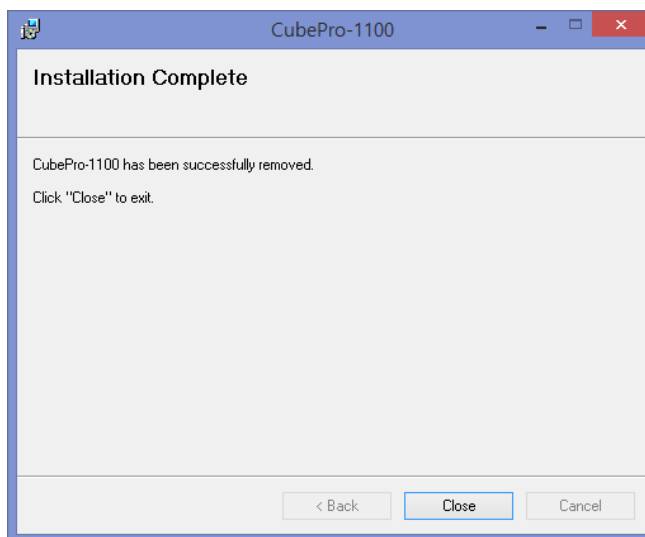 CubePro-1100
Installation Complete
CubePro-1100 has been successfully removed.
Click "Close" to exit.
< Back
Close
Cancel